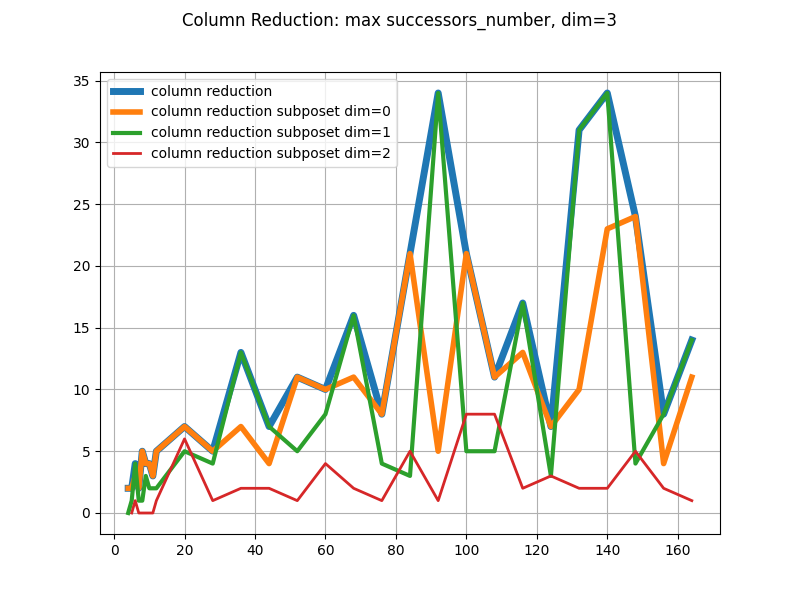 Column Reduction: max successors_number, dim=3
column reduction
column reduction subposet dim=0
column reduction subposet dim=1
column reduction subposet dim=2
35
30
25
20
15
10
5
0
0 20 40 60 80 100 120 140 160